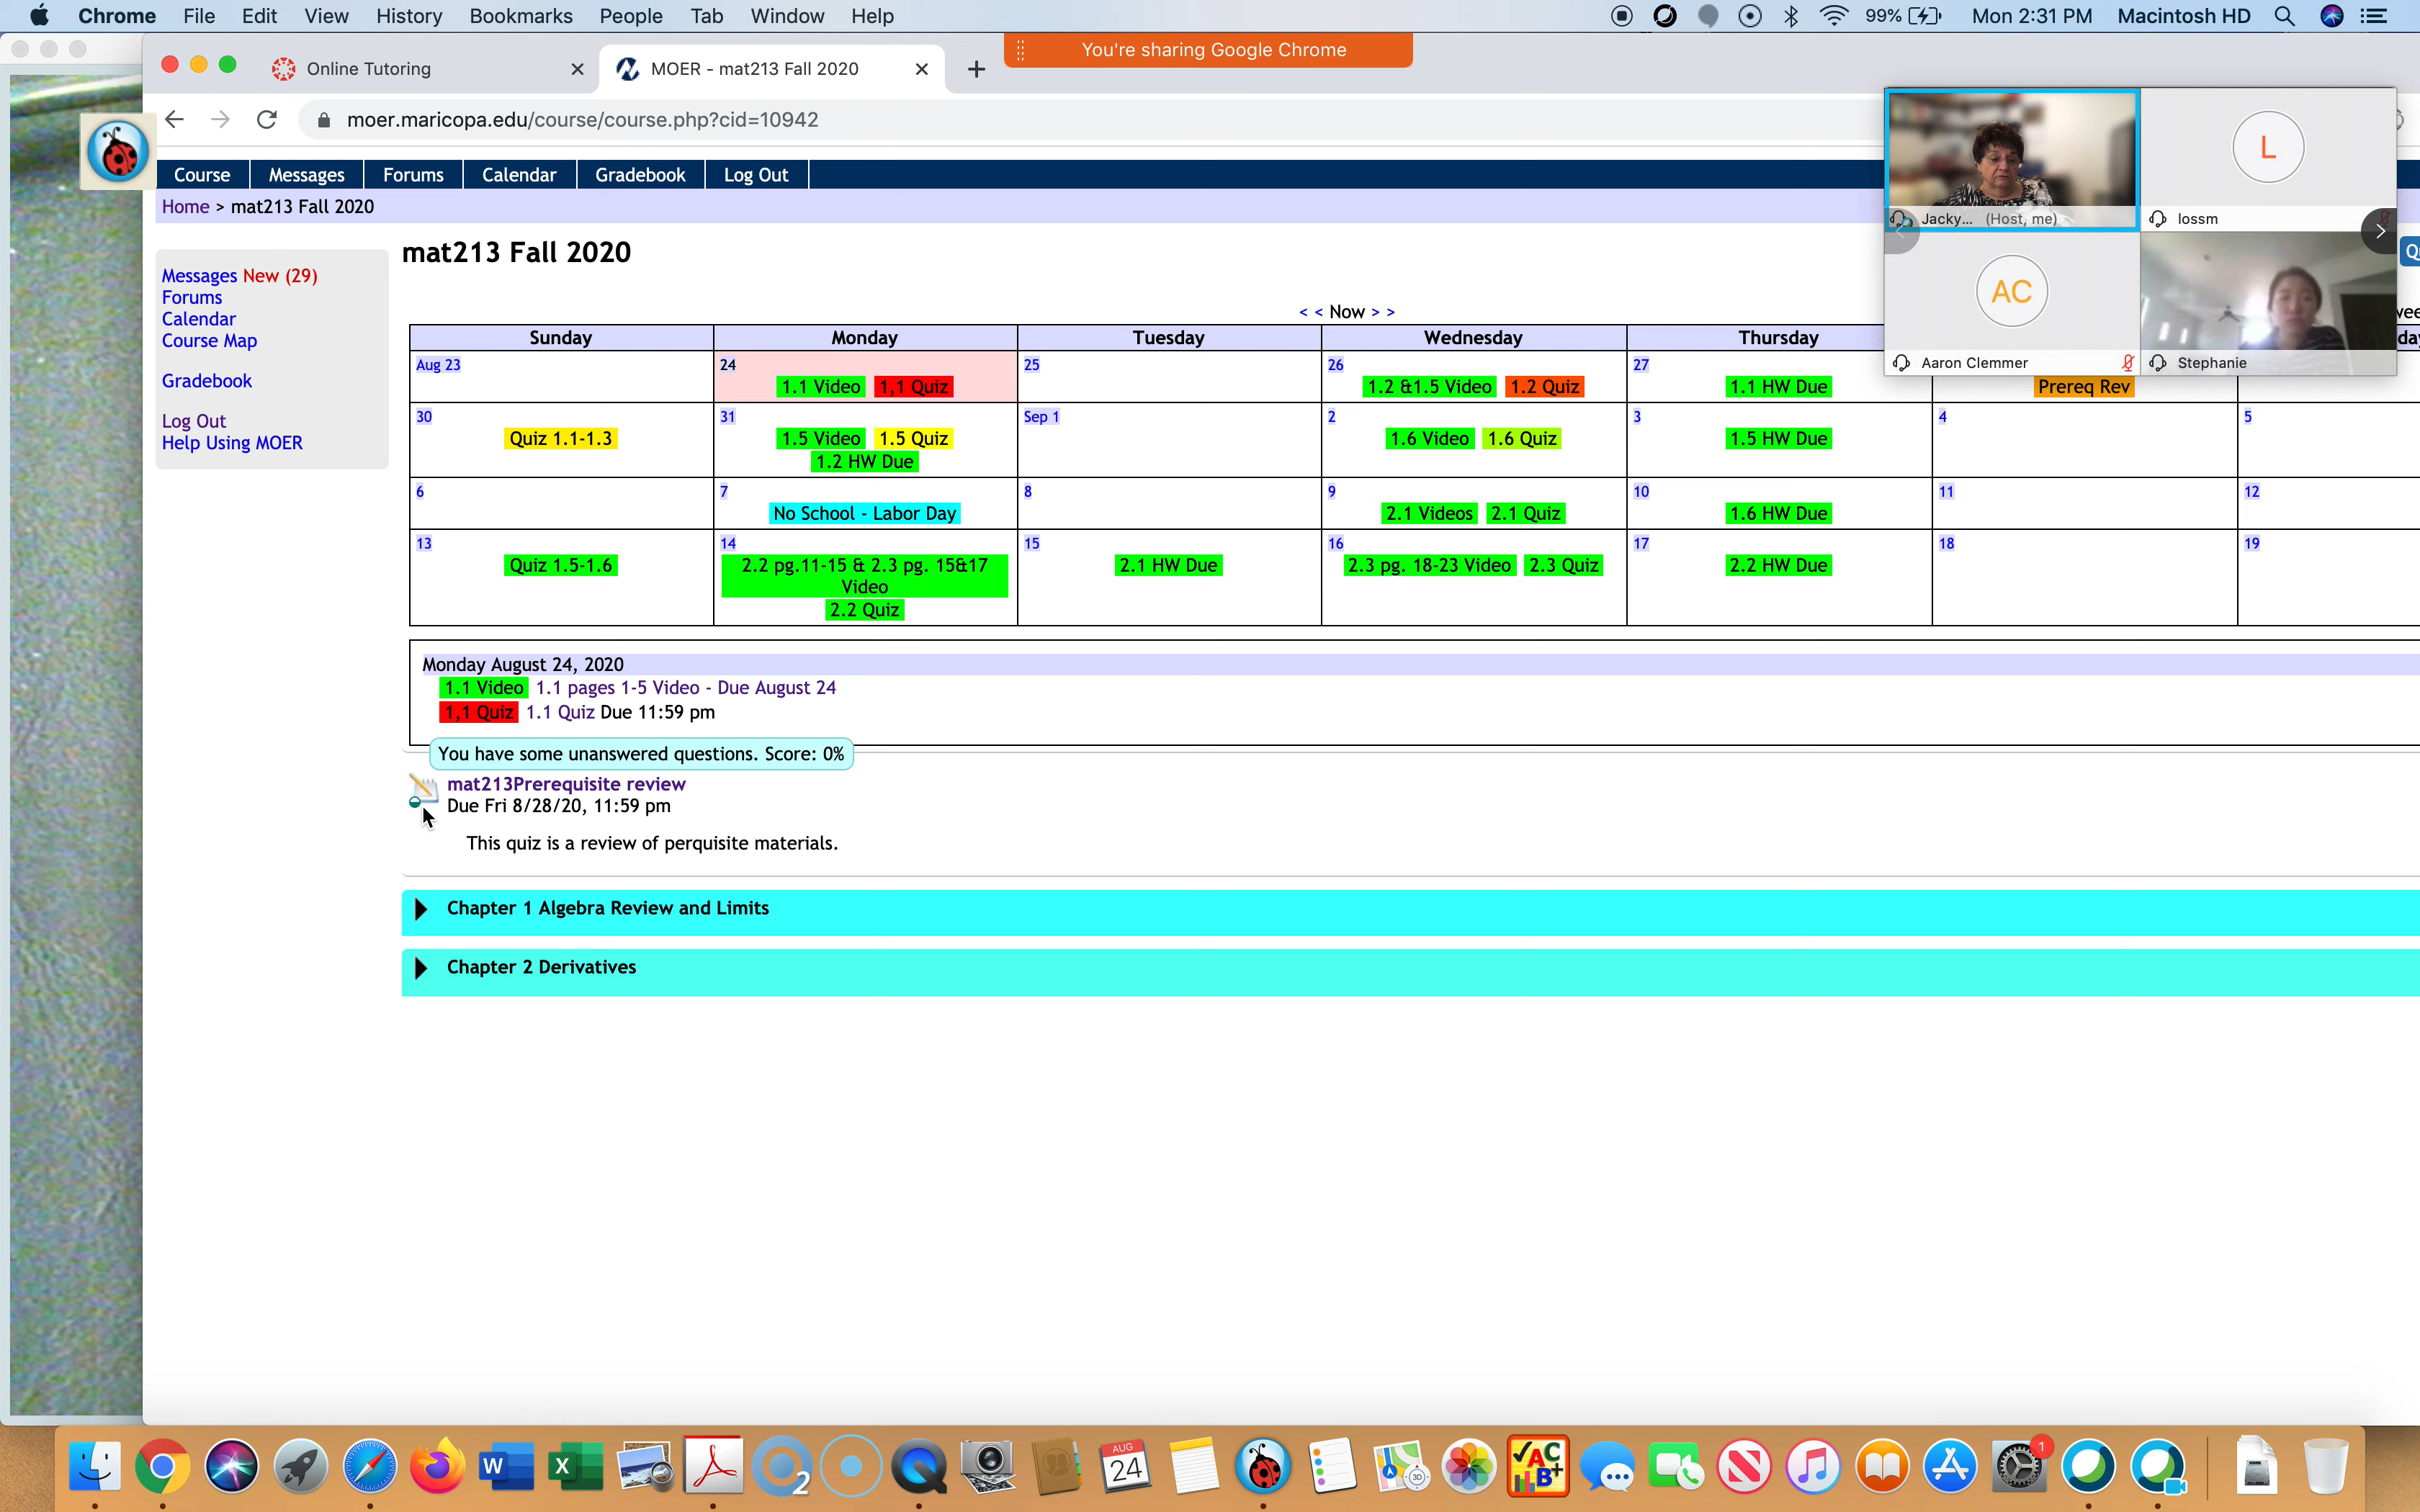 Chrome File Edit View History Bookmarks People Tab Window Help 99% Mon 2:31 PM Macintosh HD
Online Tutoring MOER - mat213 Fall 2020 You're sharing Google Chrome
moer.maricopa.edu/course/course.php?cid=10942
L
Jacky... (Host, me) lossm
AC
Aaron Clemmer Stephanie
Course Messages Forums Calendar Gradebook Log Out
Home > mat213 Fall 2020
Messages New (29)
Forums
Calendar
Course Map
Gradebook
Log Out
Help Using MOER
mat213 Fall 2020
< < Now > >
Sunday Monday Tuesday Wednesday Thursday
Aug 23 24 25 26 27
1.1 Video 1,1 Quiz 1.2 &1.5 Video 1.2 Quiz 1.1 HW Due Prereq Rev
30 31 Sep 1 2 3 4 5
Quiz 1.1-1.3 1.5 Video 1.5 Quiz 1.6 Video 1.6 Quiz 1.5 HW Due
1.2 HW Due
6 7 8 9 10 11 12
No School - Labor Day 2.1 Videos 2.1 Quiz 1.6 HW Due
13 14 15 16 17 18 19
Quiz 1.5-1.6 2.2 pg.11-15 & 2.3 pg. 15&17 2.1 HW Due 2.3 pg. 18-23 Video 2.3 Quiz 2.2 HW Due
Video
2.2 Quiz
Monday August 24, 2020
1.1 Video 1.1 pages 1-5 Video - Due August 24
1,1 Quiz 1.1 Quiz Due 11:59 pm
You have some unanswered questions. Score: 0%
mat213Prerequisite review
Due Fri 8/28/20, 11:59 pm
This quiz is a review of perquisite materials.
Chapter 1 Algebra Review and Limits
Chapter 2 Derivatives
W X 2 AUG 24 3D AC B+ 1